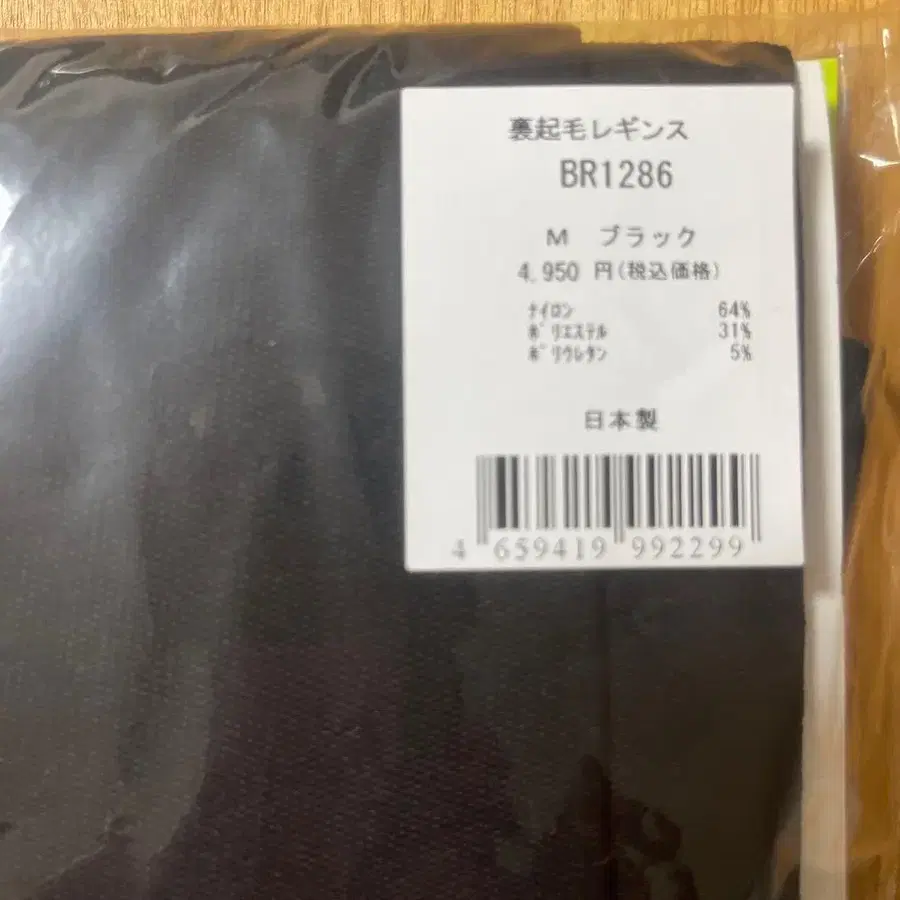 裏起毛レギンス
BR1286
M ブラック
4,950 円(税込価格)
ナイロン 64%
ポリエステル 31%
ポリウレタン 5%
日本製
4 659419 992299